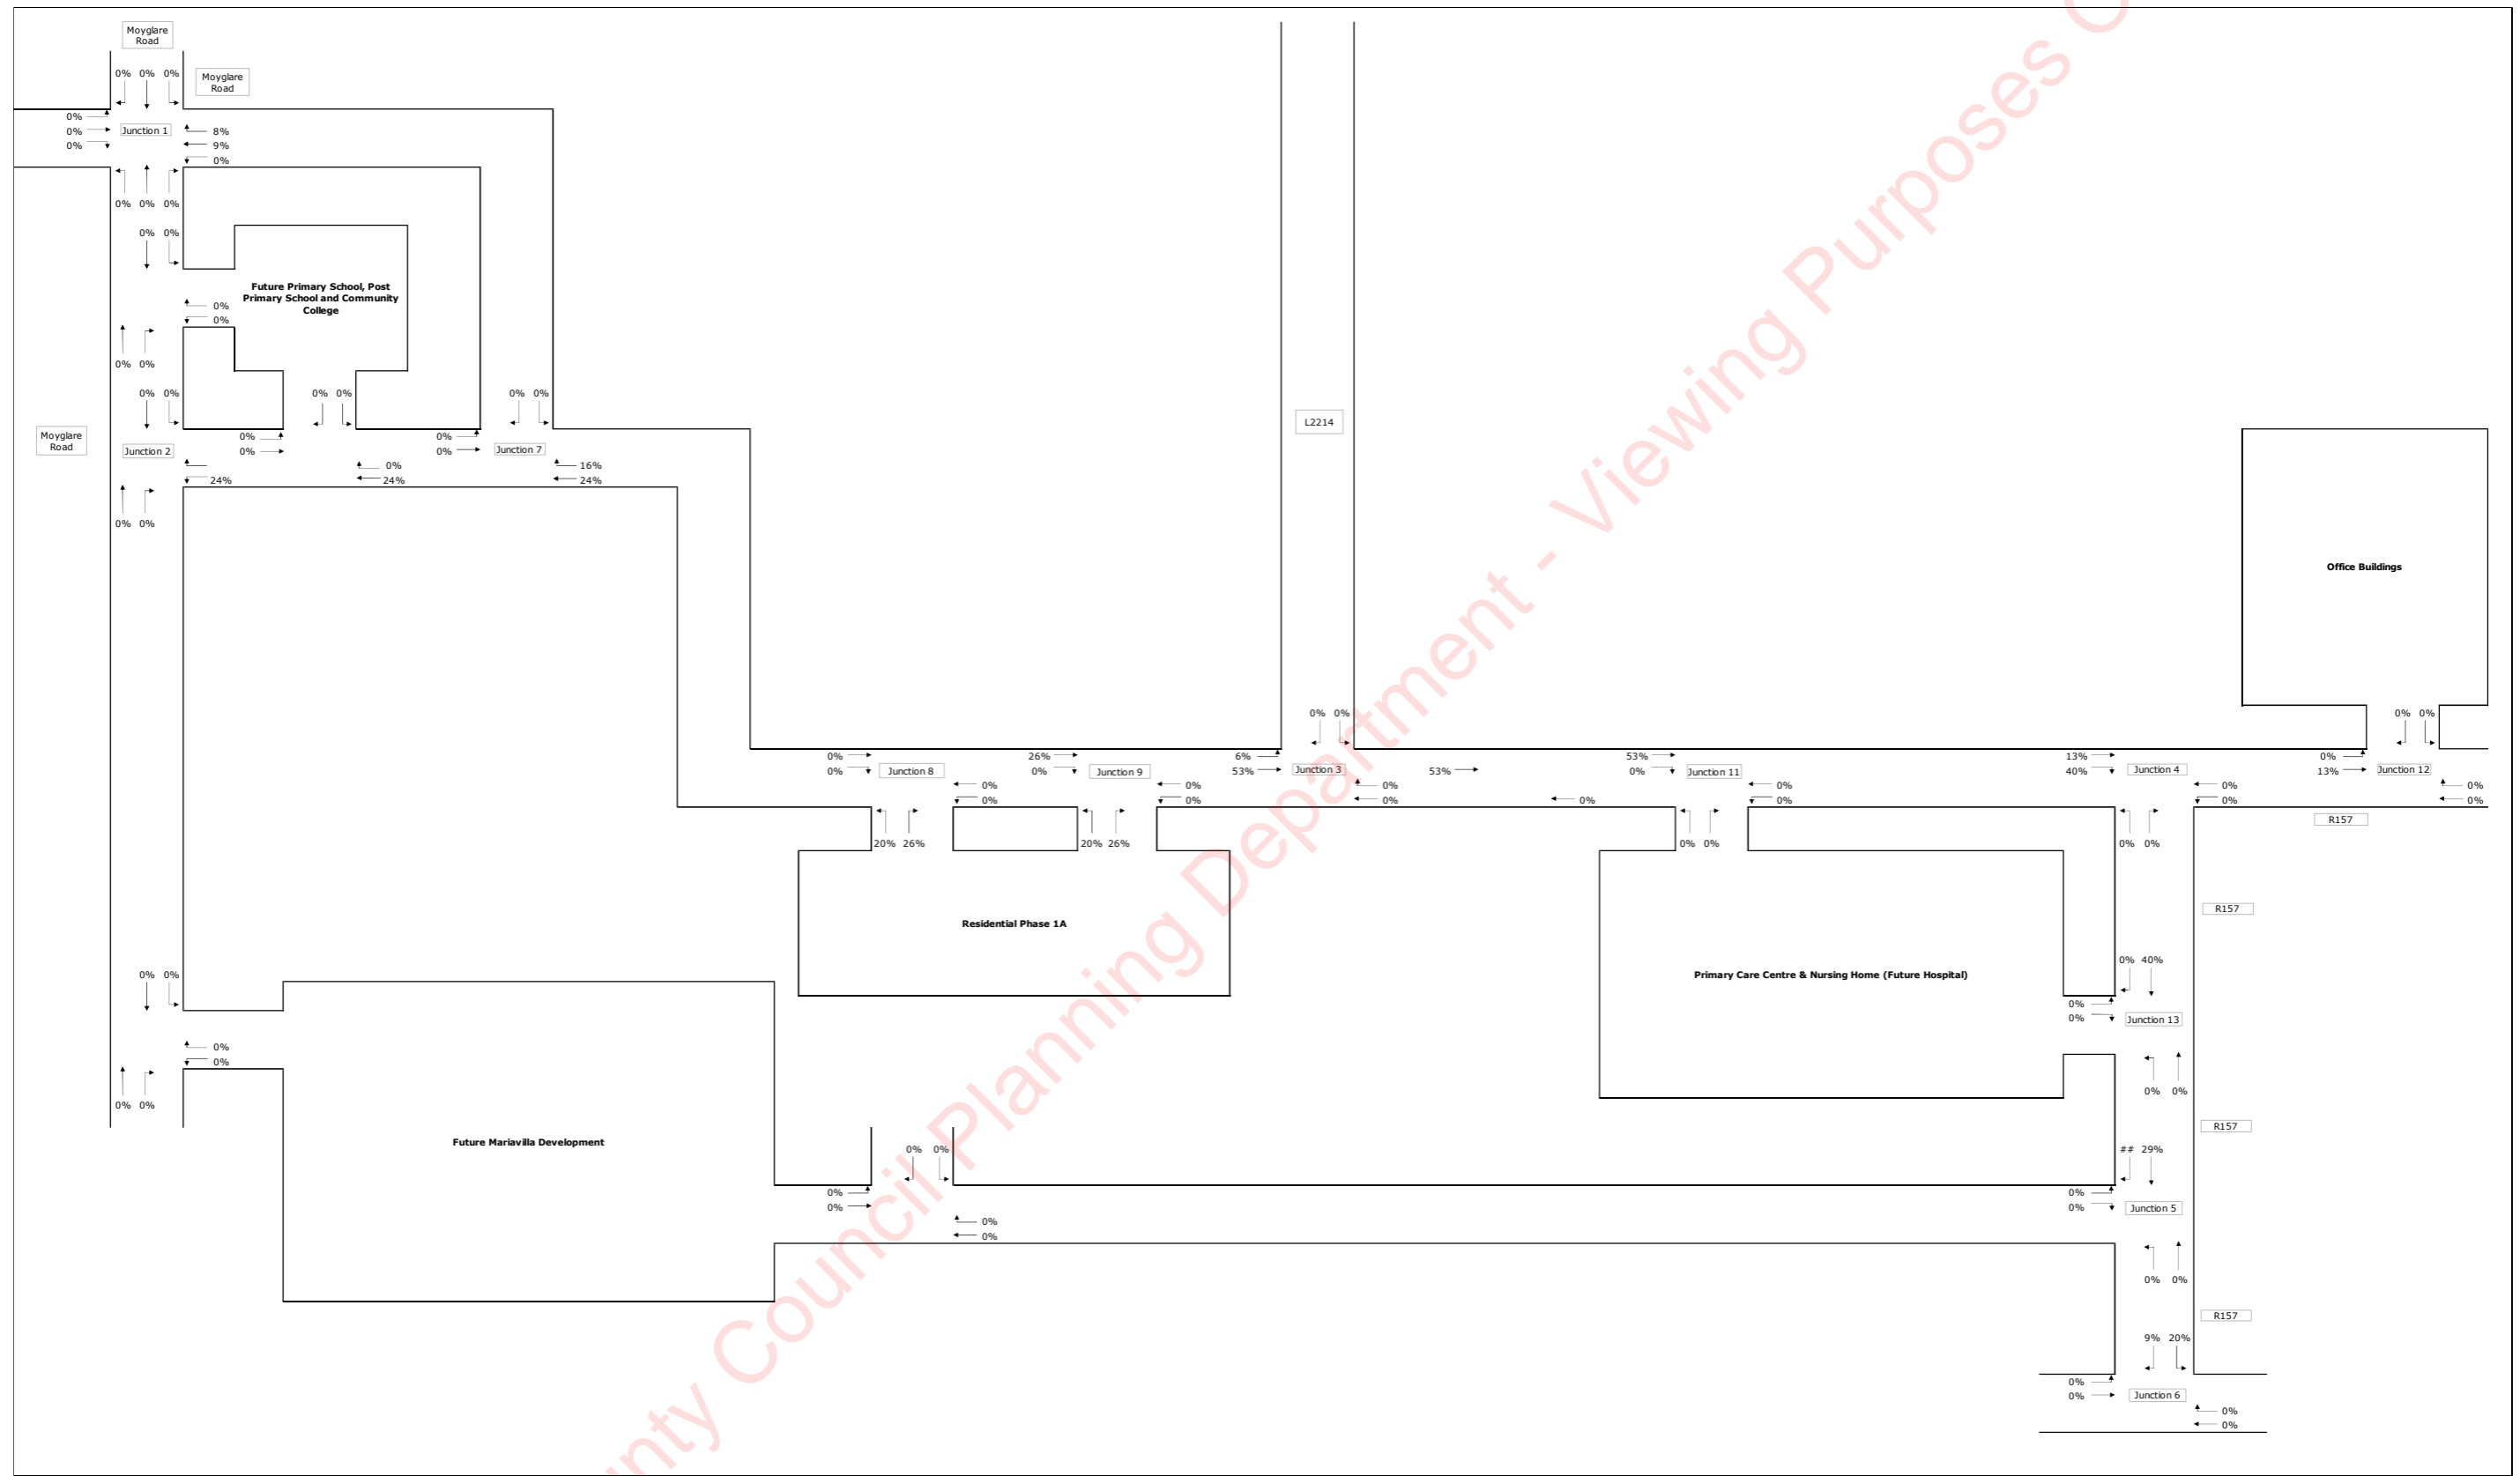 Moyglare
Road
0% 0% 0%
Moyglare
Road
0%
0% Junction 1 8%
0% 9%
0%
0% 0% 0%
0% 0%
Future Primary School, Post
Primary School and Community
College
0%
0%
0% 0%
0% 0% 0% 0% 0% 0%
Moyglare
Road
L2214
0% 0%
Junction 2 0% 0% Junction 7
0% 16%
24% 24% 24%
0% 0%
Office Buildings
0% 0% 0% 0%
0% 26% 6% 53% 13% 0%
0% Junction 8 0% Junction 9 53% Junction 3 53% 0% Junction 11 40% Junction 4 13% Junction 12
0% 0% 0% 0% 0% 0%
0% 0% 0% 0% 0% 0% 0%
R157
20% 26% 20% 26% 0% 0% 0% 0%
R157
Residential Phase 1A
0% 40%
Primary Care Centre & Nursing Home (Future Hospital)
0% 0%
0%
0% Junction 13
0%
0%
0% 0% 0% 0%
R157
Future Mariavilla Development
0% 0% ## 29%
0% 0%
0% 0% Junction 5
0%
0%
0% 0%
R157
9% 20%
0%
0% Junction 6
0%
0%
nty Council Planning Department - Viewing Purposes O